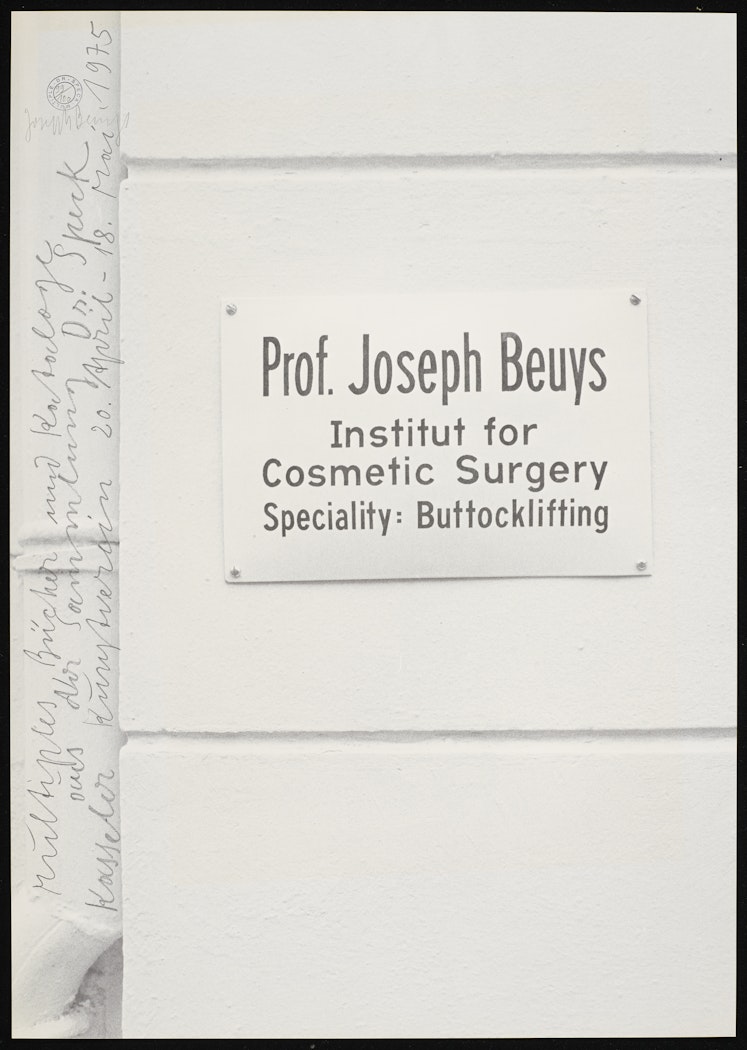 Prof. Joseph Beuys
Institut for
Cosmetic Surgery
Speciality: Buttocklifting
Multiples Bücher und Kataloge
aus der Sammlung Dr. Speck
Kasseler Kunstverein 20. April - 18. Mai. 1975
Joseph Beuys